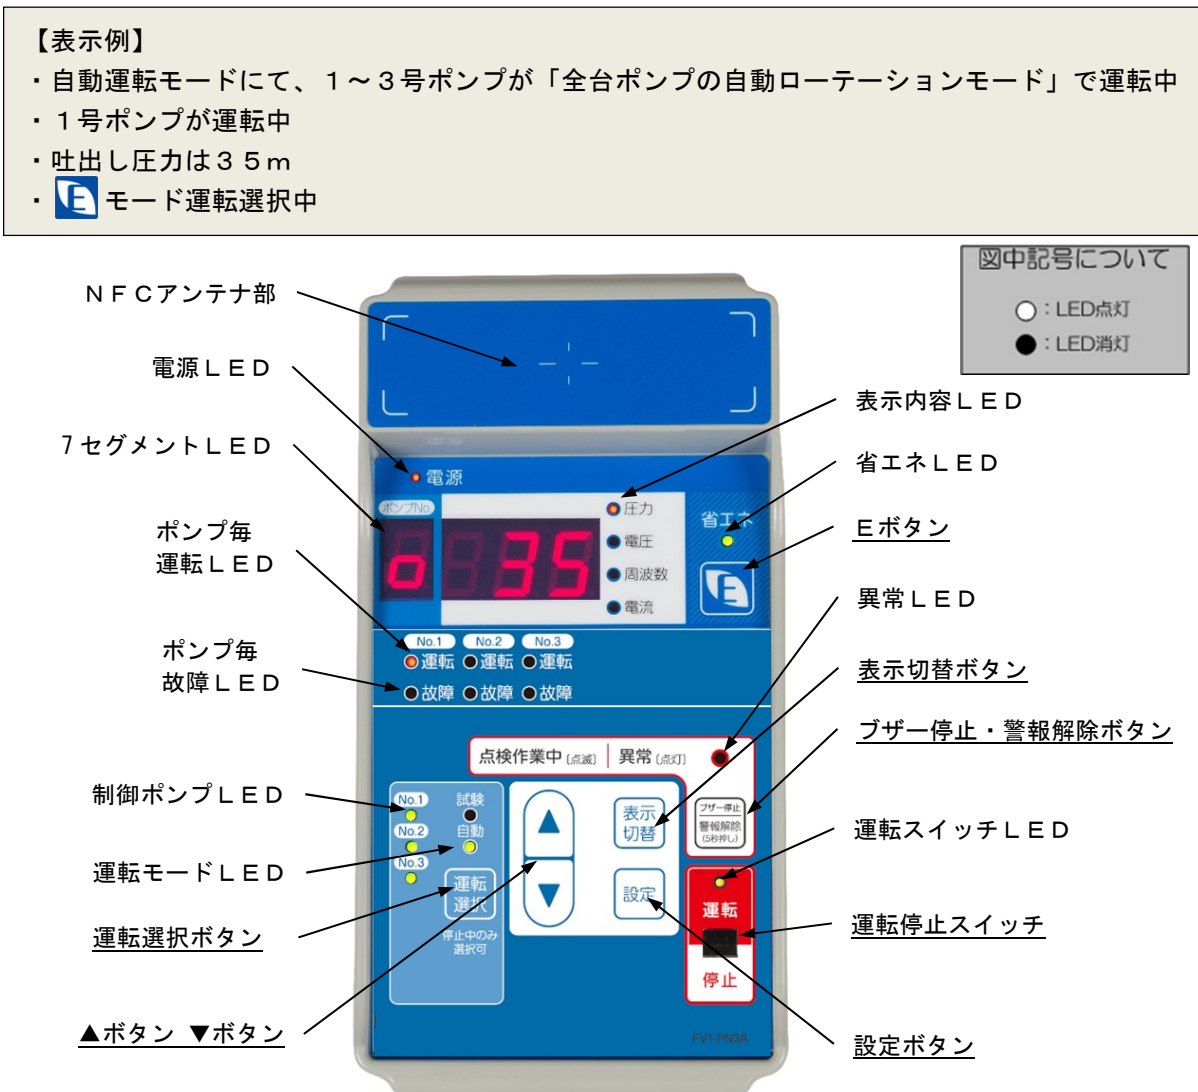 【表示例】
・自動運転モードにて、１～３号ポンプが「全台ポンプの自動ローテーションモード」で運転中
・１号ポンプが運転中
・吐出し圧力は３５ｍ
・E モード運転選択中
図中記号について
○：LED点灯
●：LED消灯
ＮＦＣアンテナ部
電源ＬＥＤ
7セグメントＬＥＤ
ポンプ毎
運転ＬＥＤ
ポンプ毎
故障ＬＥＤ
制御ポンプＬＥＤ
運転モードＬＥＤ
運転選択ボタン
▲ボタン ▼ボタン
表示内容ＬＥＤ
省エネＬＥＤ
Ｅボタン
異常ＬＥＤ
表示切替ボタン
ブザー停止・警報解除ボタン
運転スイッチＬＥＤ
運転停止スイッチ
設定ボタン
電源
ポンプNo
o 35
圧力
電圧
周波数
電流
省エネ
E
No.1 No.2 No.3
運転 運転 運転
故障 故障 故障
点検作業中（点滅） 異常（点灯）
No.1
No.2
No.3
試験
自動
運転
選択
停止中のみ
選択可
▲
▼
表示
切替
設定
ブザー停止
警報解除
(5秒押し)
運転
停止
FV1-PN3A